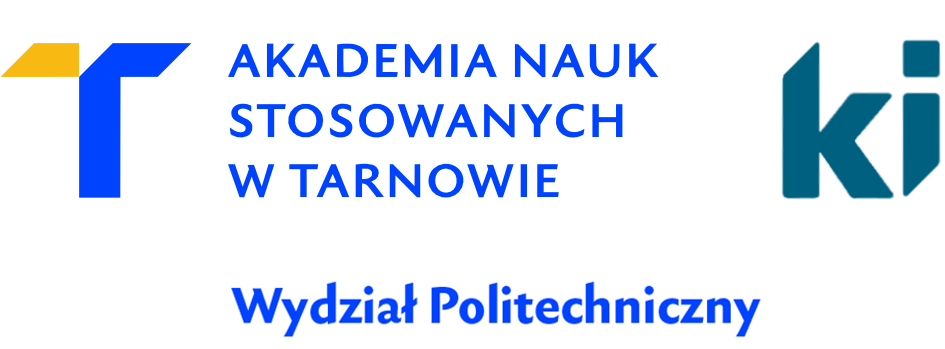 AKADEMIA NAUK
STOSOWANYCH
W TARNOWIE
ki
Wydział Politechniczny